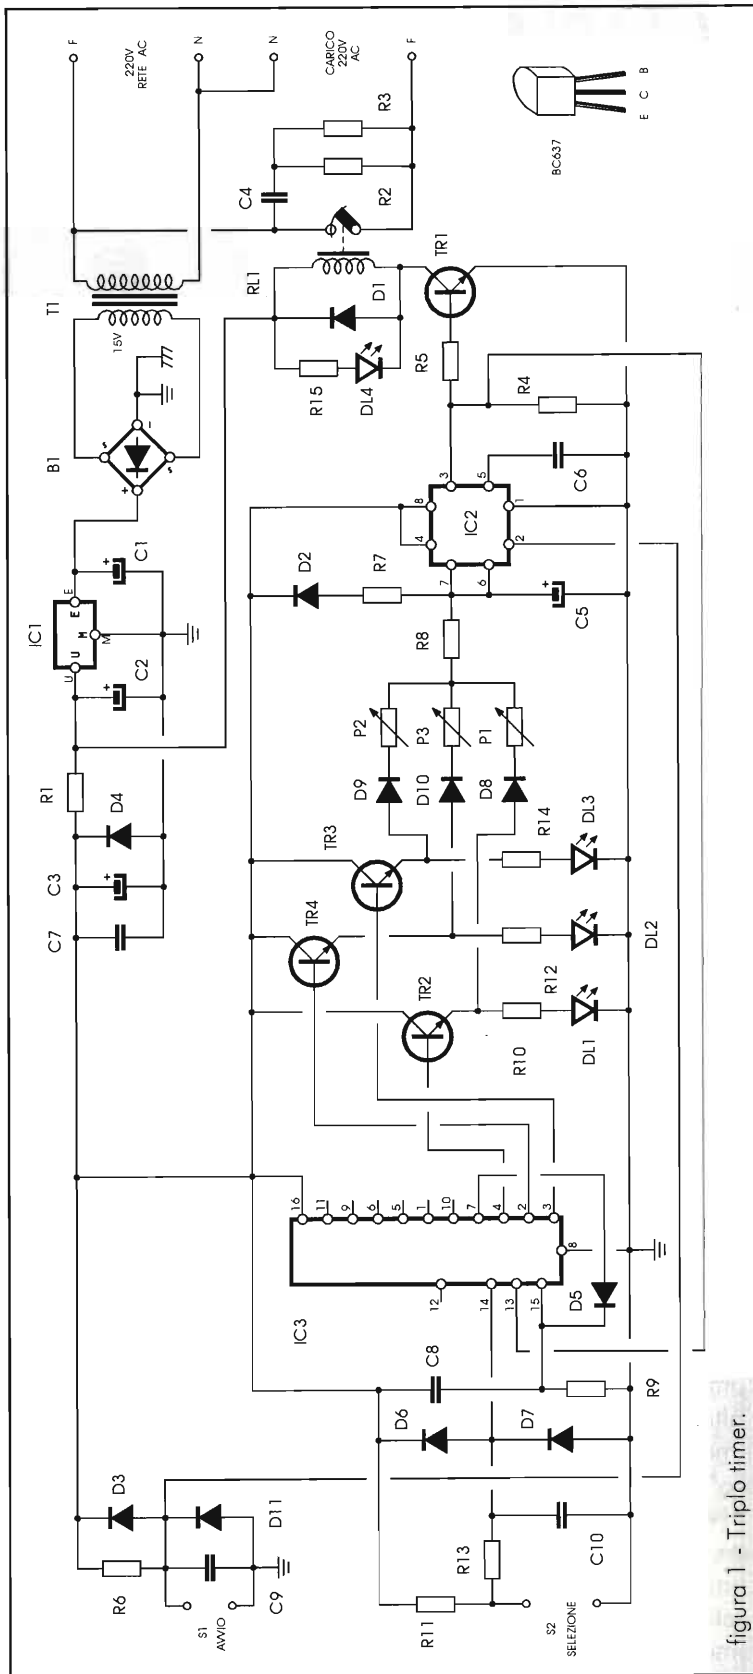 F
220V
RETE AC
N
N
CARICO
220V
AC
F
T1
15V
B1
S
S
+
-
IC1
U
M
E
U
M
E
+
C1
+
C2
R1
D4
+
C3
C7
C4
R3
R2
RL1
D1
R15
DL4
TR1
BC637
E C B
R5
R4
3
5
8
4
IC2
1
2
7
6
C6
D2
R7
R8
+
C5
P2
P3
P1
D9
D10
D8
TR3
TR4
TR2
R14
DL3
R12
DL2
R10
DL1
IC3
16
11
9
6
5
1
10
7
4
2
3
8
12
14
13
15
D5
C8
R9
D6
D7
D3
D11
R6
C9
S1
AVVIO
R13
C10
R11
S2
SELEZIONE
figura 1 - Triplo timer.